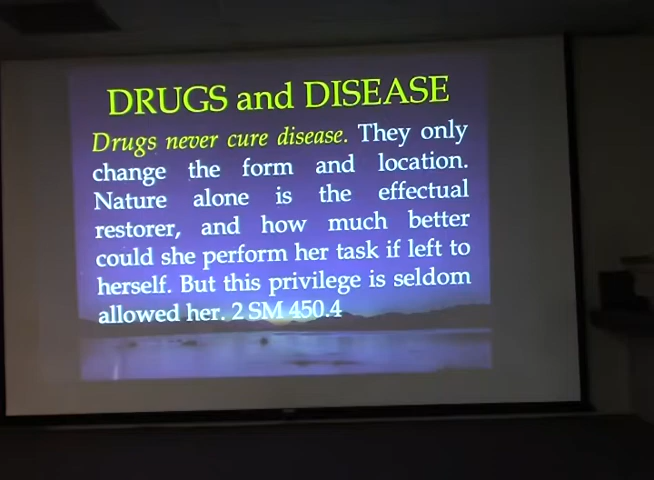 DRUGS and DISEASE
Drugs never cure disease. They only
change the form and location.
Nature alone is the effectual
restorer, and how much better
could she perform her task if left to
herself. But this privilege is seldom
allowed her. 2 SM 450.4